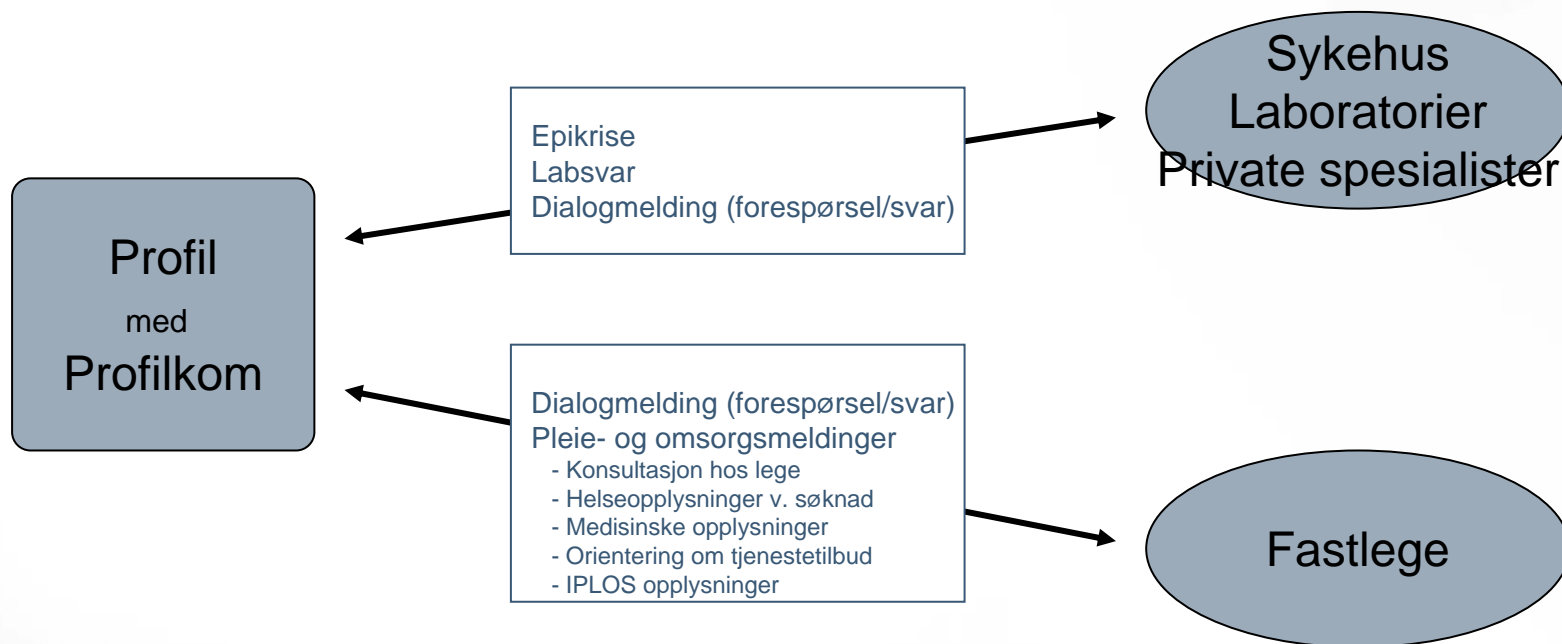 Profil
med
Profilkom
Epikrise
Labsvar
Dialogmelding (forespørsel/svar)
Dialogmelding (forespørsel/svar)
Pleie- og omsorgsmeldinger
- Konsultasjon hos lege
- Helseopplysninger v. søknad
- Medisinske opplysninger
- Orientering om tjenestetilbud
- IPLOS opplysninger
Sykehus
Laboratorier
Private spesialister
Fastlege